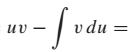 uv − ∫ v du =